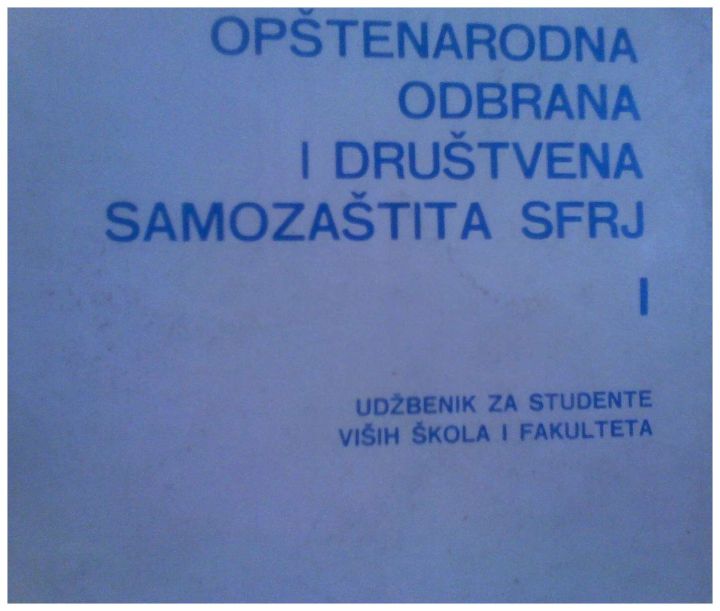 OPŠTENARODNA
ODBRANA
I DRUŠTVENA
SAMOZAŠTITA SFRJ
I
UDŽBENIK ZA STUDENTE
VIŠIH ŠKOLA I FAKULTETA